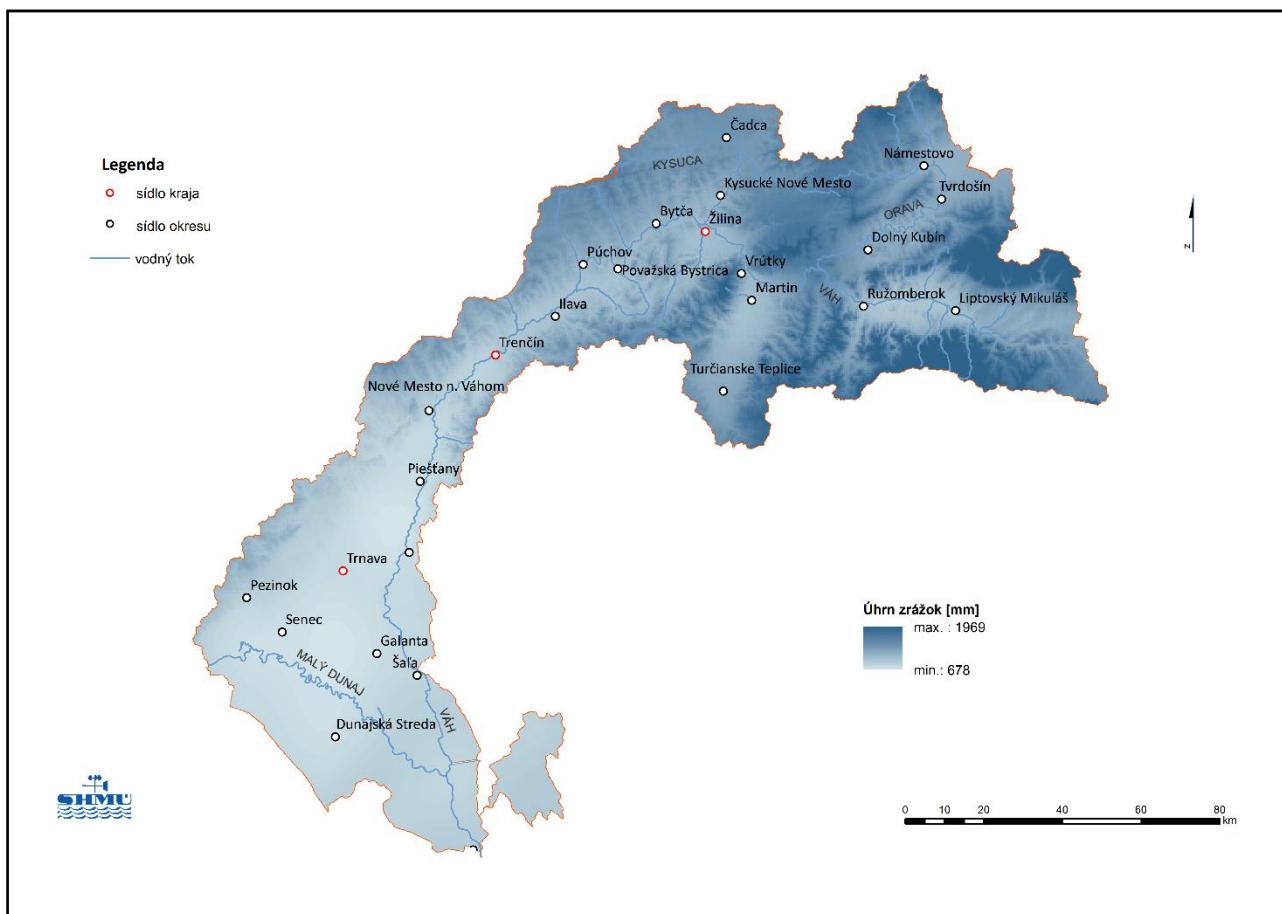 Legenda
sídlo kraja
sídlo okresu
vodný tok
Čadca
KYSUCA
Námestovo
Kysucké Nové Mesto
Tvrdošín
ORAVA
Bytča
Žilina
Dolný Kubín
Púchov
Považská Bystrica
Vrútky
Martin
VÁH
Ružomberok
Liptovský Mikuláš
Ilava
Trenčín
Turčianske Teplice
Nové Mesto n. Váhom
Piešťany
Trnava
Pezinok
Senec
Galanta
Šaľa
MALÝ DUNAJ
VÁH
Dunajská Streda
N
Úhrn zrážok [mm]
max. : 1969
min.: 678
SHMÚ
0 10 20 40 60 80
km